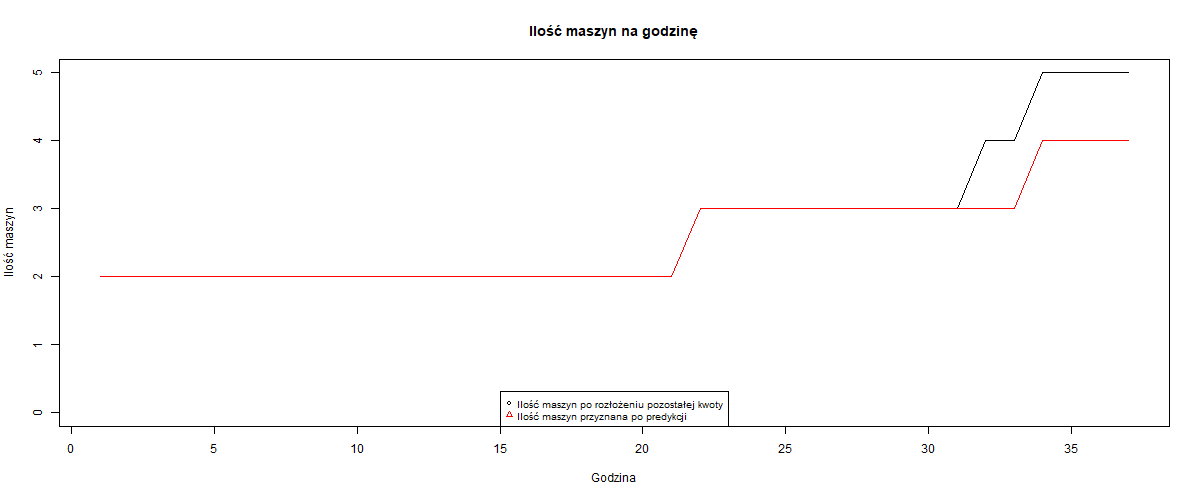 Ilość maszyn na godzinę
Ilość maszyn
5
4
3
2
1
0
Ilość maszyn po rozłożeniu pozostałej kwoty
Ilość maszyn przyznana po predykcji
0 5 10 15 20 25 30 35
Godzina